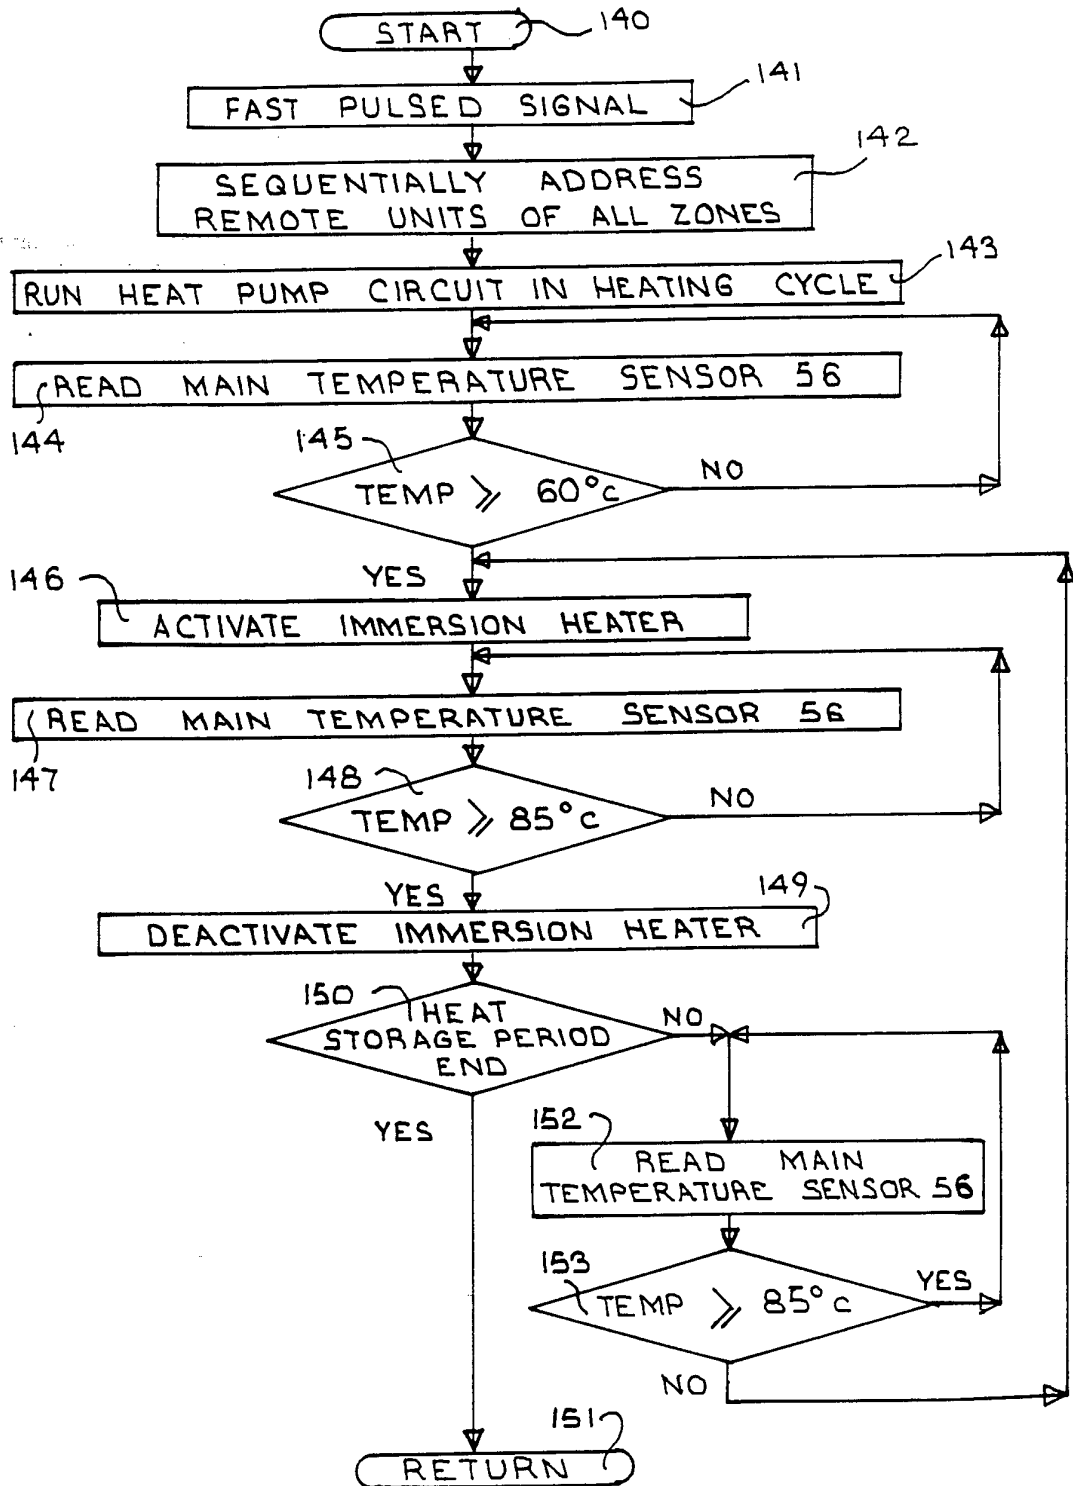 START
140
FAST PULSED SIGNAL
141
142
SEQUENTIALLY ADDRESS
REMOTE UNITS OF ALL ZONES
143
RUN HEAT PUMP CIRCUIT IN HEATING CYCLE
READ MAIN TEMPERATURE SENSOR 56
144
145
TEMP ⩾ 60°c
NO
YES
146
ACTIVATE IMMERSION HEATER
READ MAIN TEMPERATURE SENSOR 56
147
148
TEMP ⩾ 85°c
NO
YES
149
DEACTIVATE IMMERSION HEATER
150
HEAT
STORAGE PERIOD
END
NO
YES
152
READ MAIN
TEMPERATURE SENSOR 56
153
TEMP ⩾ 85°c
YES
NO
151
RETURN